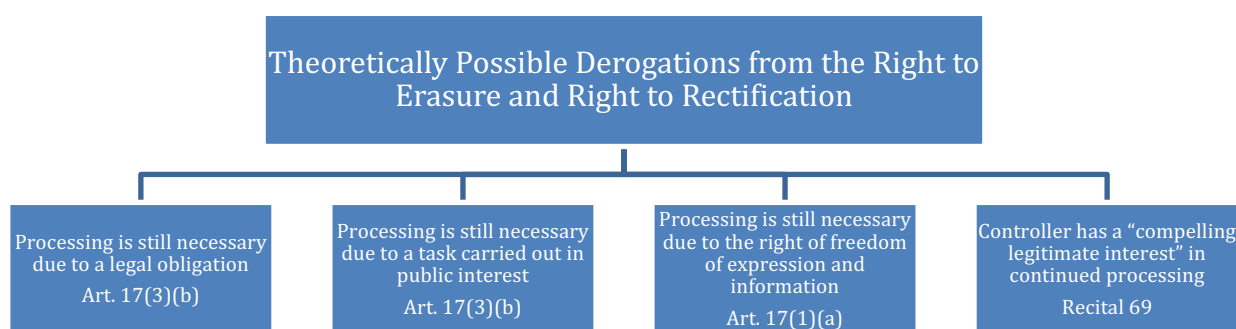 Theoretically Possible Derogations from the Right to
Erasure and Right to Rectification
Processing is still necessary
due to a legal obligation
Art. 17(3)(b)
Processing is still necessary
due to a task carried out in
public interest
Art. 17(3)(b)
Processing is still necessary
due to the right of freedom
of expression and
information
Art. 17(1)(a)
Controller has a “compelling
legitimate interest” in
continued processing
Recital 69